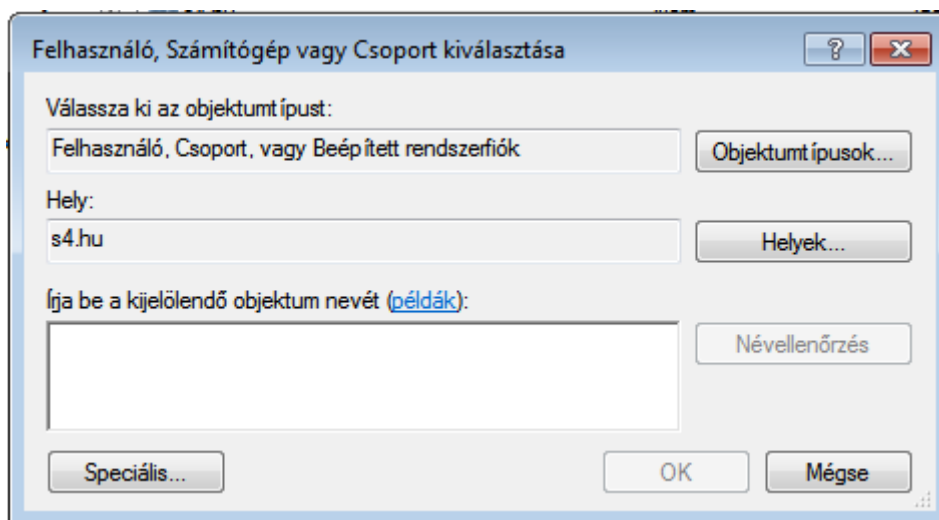 Felhasználó, Számítógép vagy Csoport kiválasztása
Válassza ki az objektumtípust:
Felhasználó, Csoport, vagy Beépített rendszerfiók
Objektumtípusok...
Hely:
s4.hu
Helyek...
Írja be a kijelölendő objektum nevét (példák):
Névellenőrzés
Speciális...
OK
Mégse